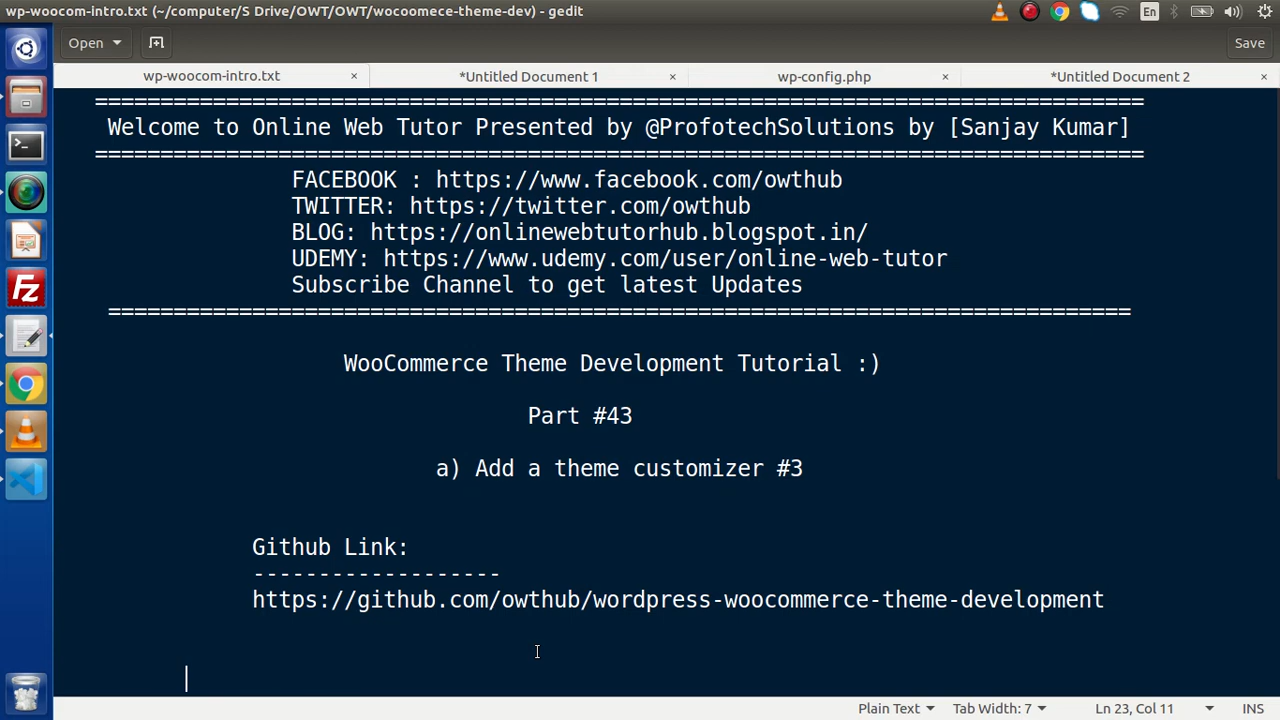 wp-woocom-intro.txt (~/computer/S Drive/OWT/OWT/wocoomece-theme-dev) - gedit
En
Open
Save
wp-woocom-intro.txt ×
*Untitled Document 1 ×
wp-config.php ×
*Untitled Document 2 ×
================================================================================
Welcome to Online Web Tutor Presented by @ProfotechSolutions by [Sanjay Kumar]
================================================================================
FACEBOOK : https://www.facebook.com/owthub
TWITTER: https://twitter.com/owthub
BLOG: https://onlinewebtutorhub.blogspot.in/
UDEMY: https://www.udemy.com/user/online-web-tutor
Subscribe Channel to get latest Updates
==============================================================================
WooCommerce Theme Development Tutorial :)
Part #43
a) Add a theme customizer #3
Github Link:
-------------------
https://github.com/owthub/wordpress-woocommerce-theme-development
Fz
Plain Text
Tab Width: 7
Ln 23, Col 11
INS